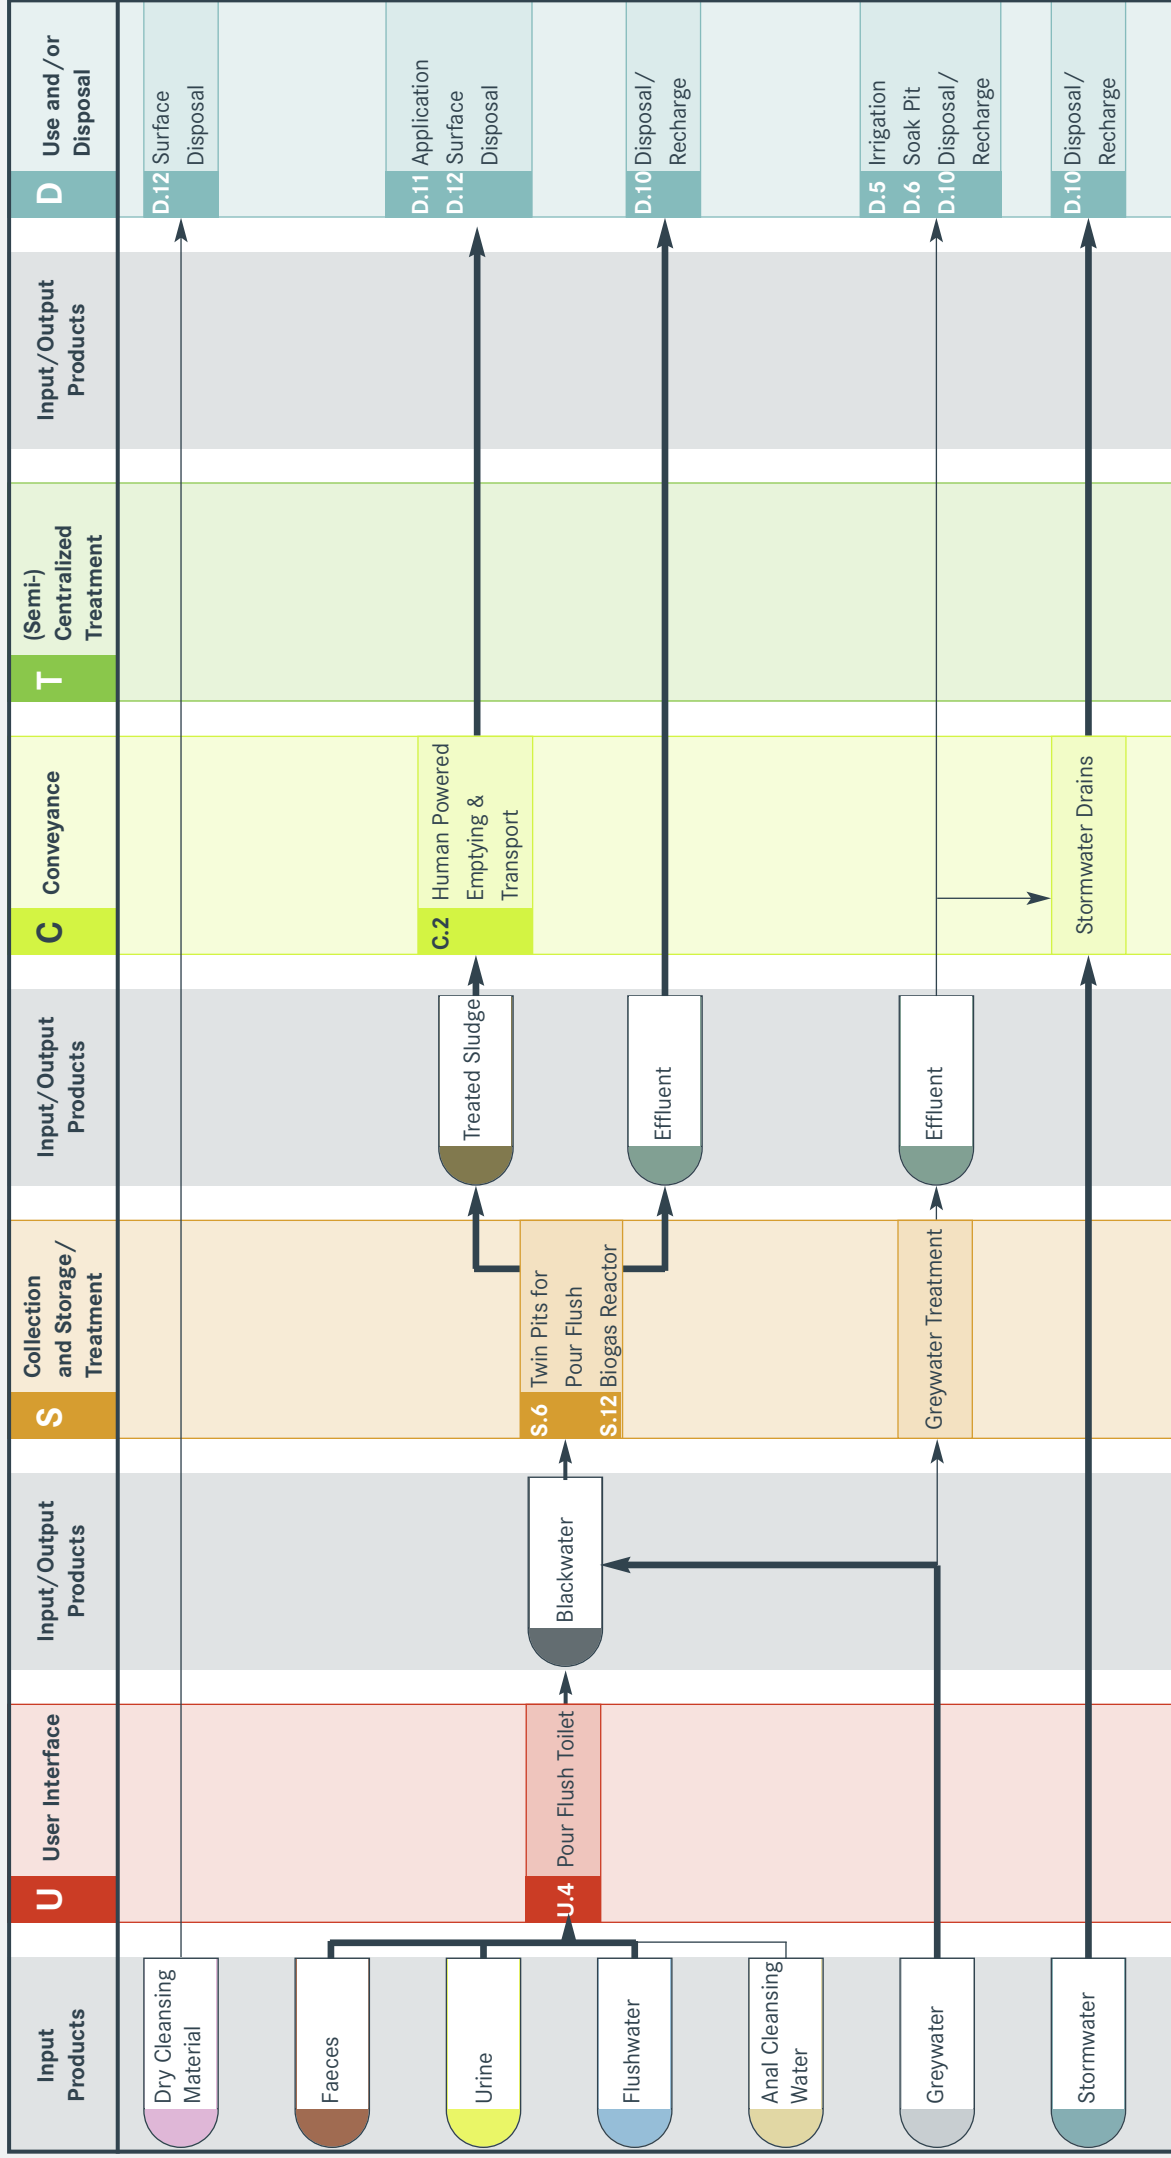 Input
Products
U User Interface
Input/Output
Products
S Collection
and Storage/
Treatment
Input/Output
Products
C Conveyance
T (Semi-)
Centralized
Treatment
Input/Output
Products
D Use and/or
Disposal
Dry Cleansing
Material
D.12 Surface
Disposal
Faeces
Urine
Flushwater
Anal Cleansing
Water
Greywater
Stormwater
U.4 Pour Flush Toilet
Blackwater
S.6 Twin Pits for
Pour Flush
S.12 Biogas Reactor
Greywater Treatment
Treated Sludge
Effluent
Effluent
C.2 Human Powered
Emptying &
Transport
Stormwater Drains
D.11 Application
D.12 Surface
Disposal
D.10 Disposal/
Recharge
D.5 Irrigation
D.6 Soak Pit
D.10 Disposal/
Recharge
D.10 Disposal/
Recharge